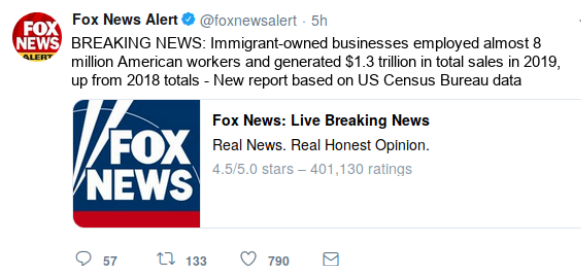 Fox News Alert @foxnewsalert · 5h
FOX
NEWS
ALERT
BREAKING NEWS: Immigrant-owned businesses employed almost 8
million American workers and generated $1.3 trillion in total sales in 2019,
up from 2018 totals - New report based on US Census Bureau data
FOX
NEWS
Fox News: Live Breaking News
Real News. Real Honest Opinion.
4.5/5.0 stars – 401,130 ratings
57 133 790